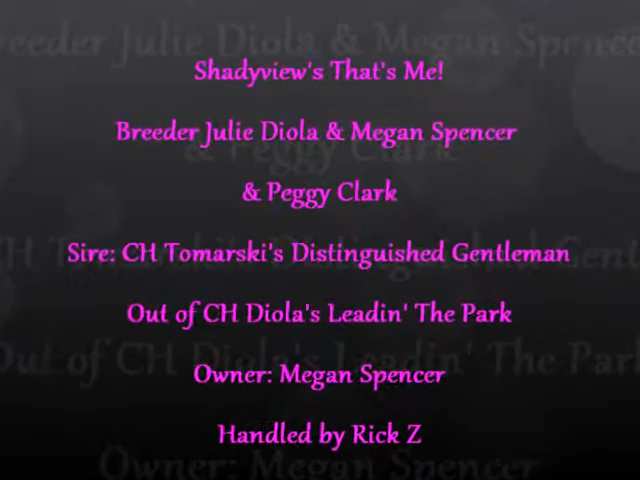 Shadyview's That's Me!
Breeder Julie Diola & Megan Spencer
& Peggy Clark
Sire: CH Tomarski's Distinguished Gentleman
Out of CH Diola's Leadin' The Park
Owner: Megan Spencer
Handled by Rick Z